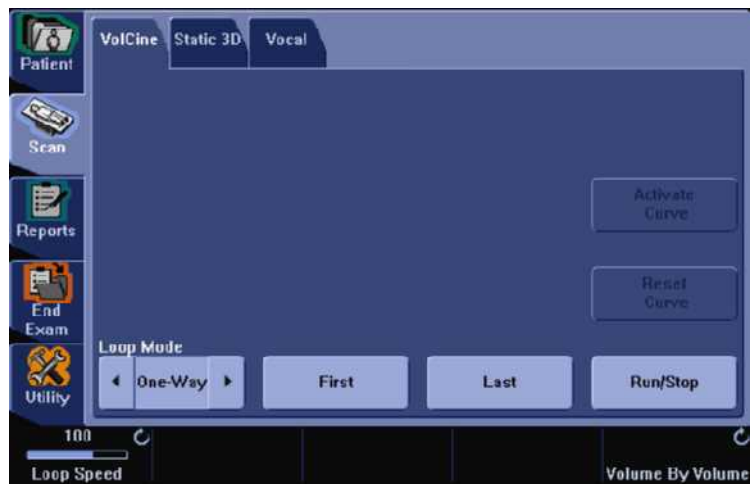 Patient
VolCine
Static 3D
Vocal
Scan
Reports
Activate
Curve
End
Exam
Reset
Curve
Utility
Loop Mode
One-Way
First
Last
Run/Stop
100
Loop Speed
Volume By Volume